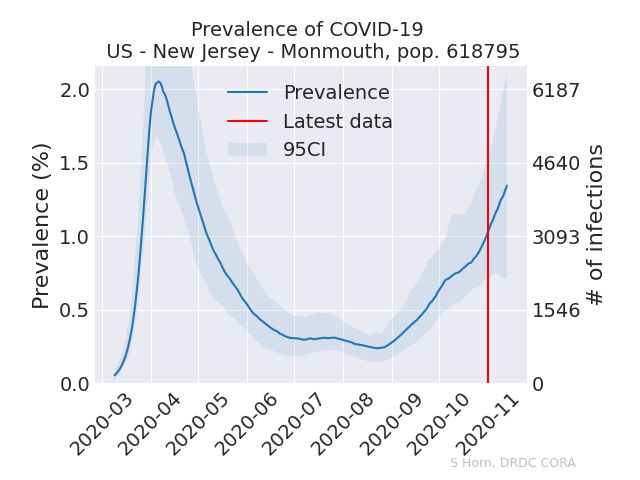 Prevalence of COVID-19
US - New Jersey - Monmouth, pop. 618795
Prevalence
Latest data
95CI
Prevalence (%)
2.0
1.5
1.0
0.5
0.0
6187
4640
3093
1546
0
# of infections
2020-03
2020-04
2020-05
2020-06
2020-07
2020-08
2020-09
2020-10
2020-11
S Horn, DRDC CORA